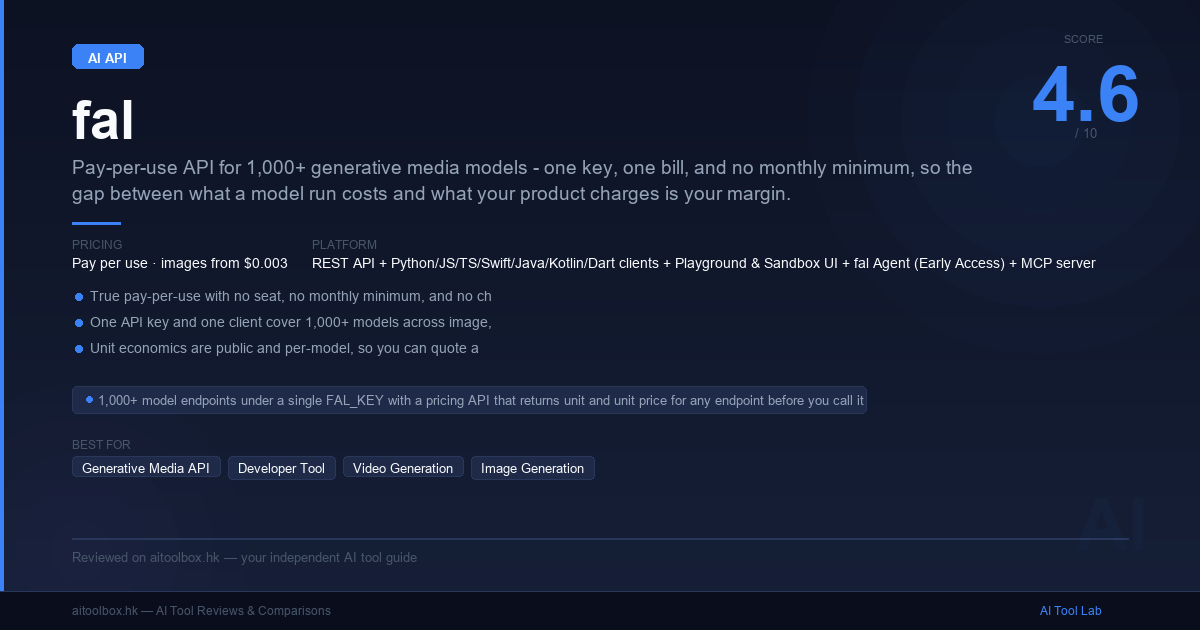 AI API
SCORE
4.6
/ 10
fal
Pay-per-use API for 1,000+ generative media models - one key, one bill, and no monthly minimum, so the
gap between what a model run costs and what your product charges is your margin.
PRICING
PLATFORM
Pay per use · images from $0.003
REST API + Python/JS/TS/Swift/Java/Kotlin/Dart clients + Playground & Sandbox UI + fal Agent (Early Access) + MCP server
True pay-per-use with no seat, no monthly minimum, and no ch
One API key and one client cover 1,000+ models across image,
Unit economics are public and per-model, so you can quote a
1,000+ model endpoints under a single FAL_KEY with a pricing API that returns unit and unit price for any endpoint before you call it
BEST FOR
Generative Media API
Developer Tool
Video Generation
Image Generation
AI
Reviewed on aitoolbox.hk — your independent AI tool guide
aitoolbox.hk — AI Tool Reviews & Comparisons
AI Tool Lab